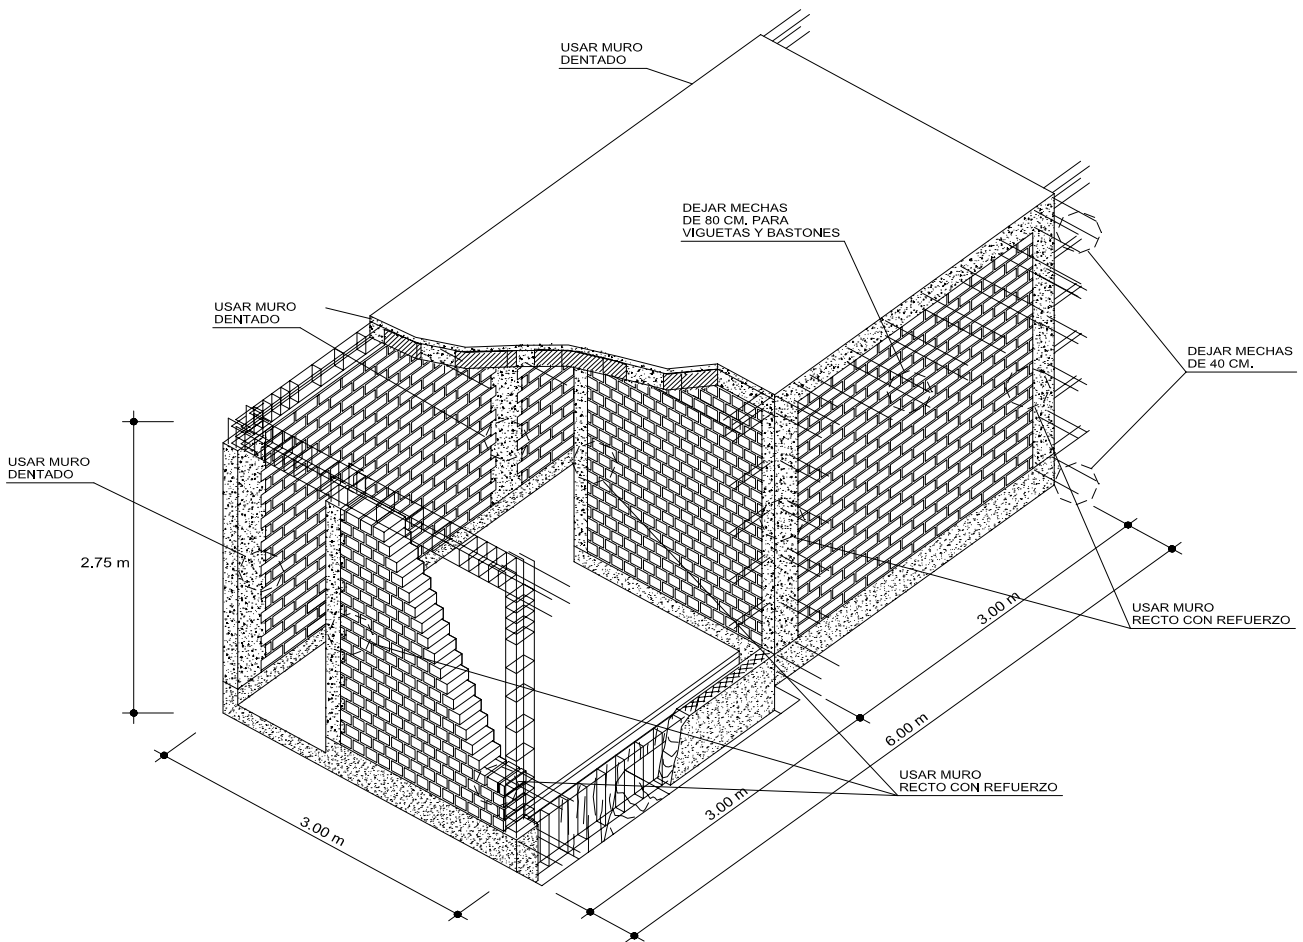 USAR MURO
DENTADO
DEJAR MECHAS
DE 80 CM. PARA
VIGUETAS Y BASTONES
USAR MURO
DENTADO
DEJAR MECHAS
DE 40 CM.
USAR MURO
DENTADO
2.75 m
3.00 m
USAR MURO
RECTO CON REFUERZO
6.00 m
USAR MURO
RECTO CON REFUERZO
3.00 m
3.00 m